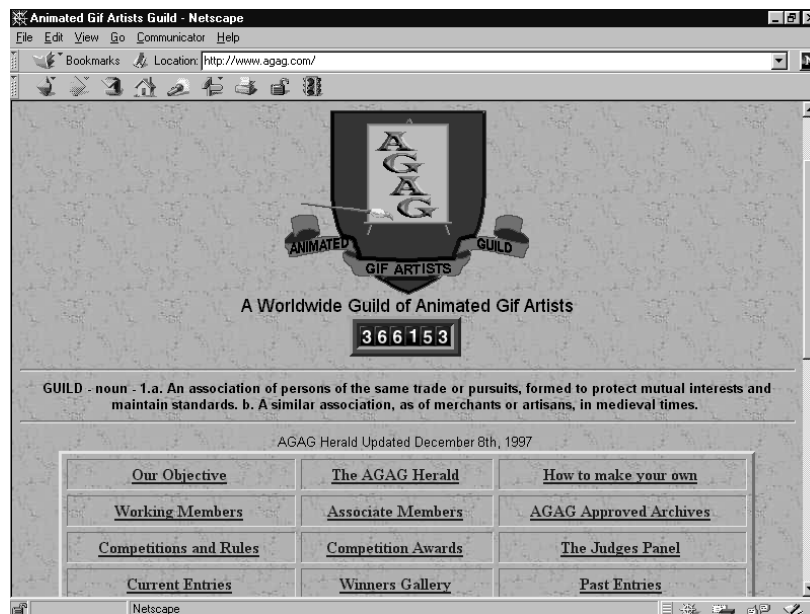 Animated Gif Artists Guild - Netscape
File Edit View Go Communicator Help
Bookmarks Location: http://www.agag.com/
N
AGAG
ANIMATED GUILD
GIF ARTISTS
A Worldwide Guild of Animated Gif Artists
366153
GUILD - noun - 1.a. An association of persons of the same trade or pursuits, formed to protect mutual interests and
maintain standards. b. A similar association, as of merchants or artisans, in medieval times.
AGAG Herald Updated December 8th, 1997
Our Objective The AGAG Herald How to make your own
Working Members Associate Members AGAG Approved Archives
Competitions and Rules Competition Awards The Judges Panel
Current Entries Winners Gallery Past Entries
Netscape